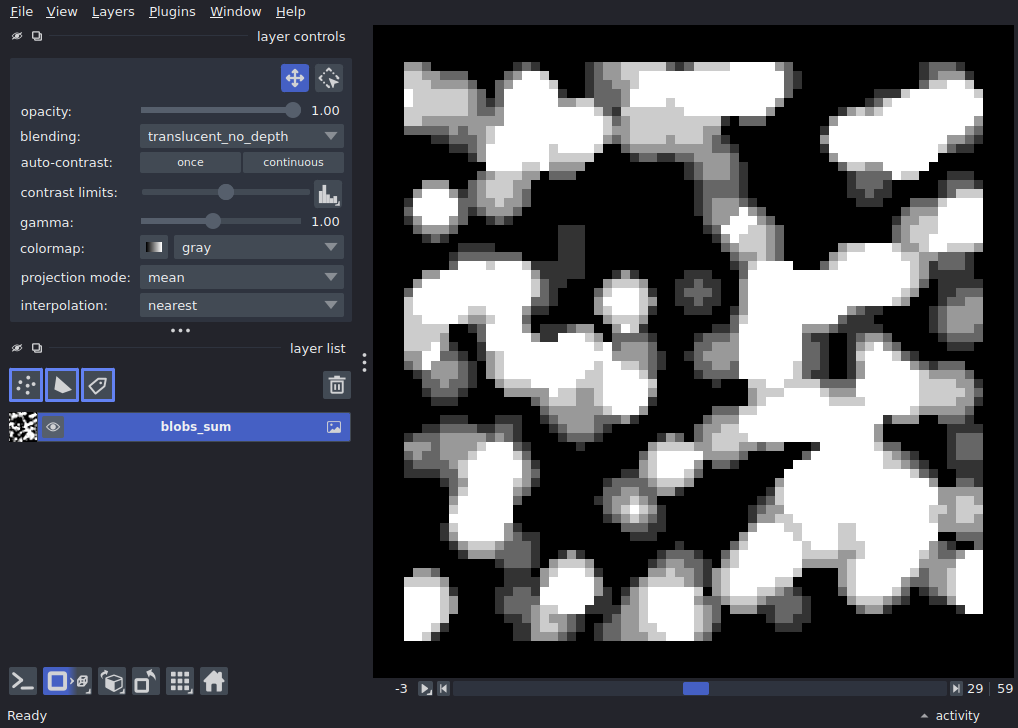 File View Layers Plugins Window Help
layer controls
opacity: 1.00
blending: translucent_no_depth
auto-contrast: once continuous
contrast limits:
gamma: 1.00
colormap: gray
projection mode: mean
interpolation: nearest
layer list
blobs_sum
-3 29 59
Ready activity